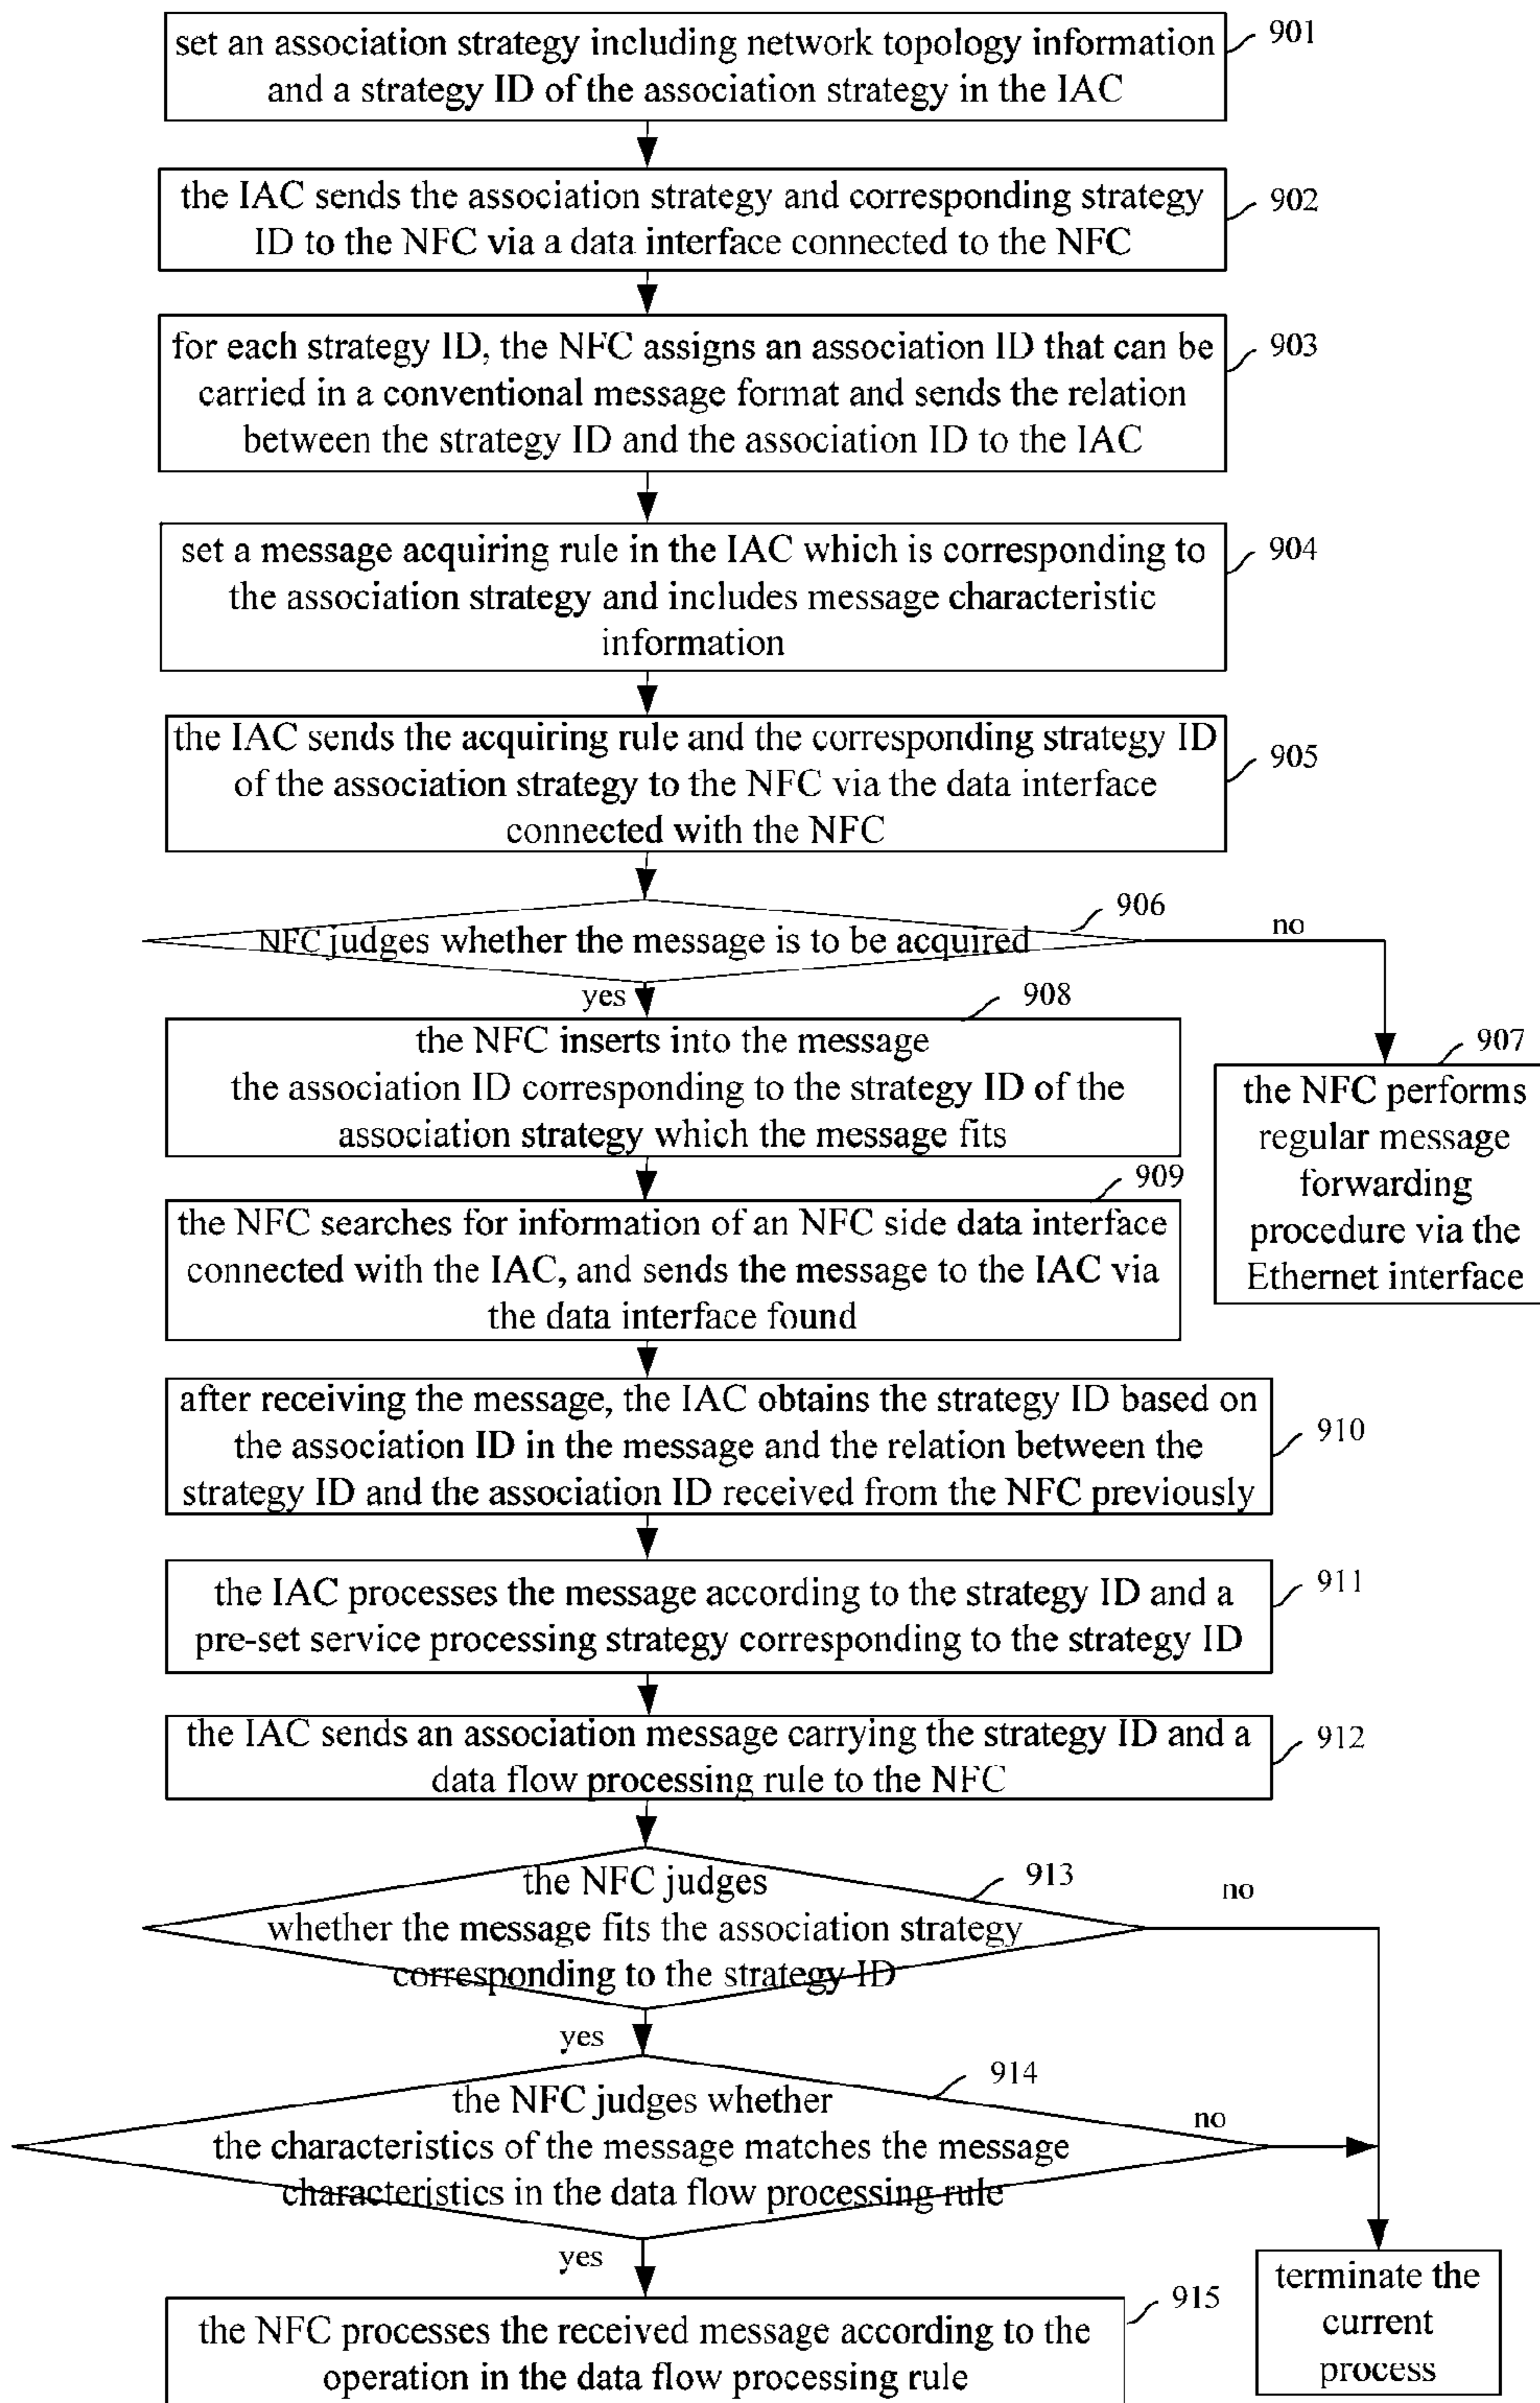 set an association strategy including network topology information
and a strategy ID of the association strategy in the IAC
901
the IAC sends the association strategy and corresponding strategy
ID to the NFC via a data interface connected to the NFC
902
for each strategy ID, the NFC assigns an association ID that can be
carried in a conventional message format and sends the relation
between the strategy ID and the association ID to the IAC
903
set a message acquiring rule in the IAC which is corresponding to
the association strategy and includes message characteristic
information
904
the IAC sends the acquiring rule and the corresponding strategy ID
of the association strategy to the NFC via the data interface
connected with the NFC
905
NFC judges whether the message is to be acquired
906
no
yes
908
the NFC inserts into the message
the association ID corresponding to the strategy ID of the
association strategy which the message fits
907
the NFC performs
regular message
forwarding
procedure via the
Ethernet interface
909
the NFC searches for information of an NFC side data interface
connected with the IAC, and sends the message to the IAC via
the data interface found
after receiving the message, the IAC obtains the strategy ID based on
the association ID in the message and the relation between the
strategy ID and the association ID received from the NFC previously
910
the IAC processes the message according to the strategy ID and a
pre-set service processing strategy corresponding to the strategy ID
911
the IAC sends an association message carrying the strategy ID and a
data flow processing rule to the NFC
912
the NFC judges
whether the message fits the association strategy
corresponding to the strategy ID
913
no
yes
the NFC judges whether
the characteristics of the message matches the message
characteristics in the data flow processing rule
914
no
yes
the NFC processes the received message according to the
operation in the data flow processing rule
915
terminate the
current
process